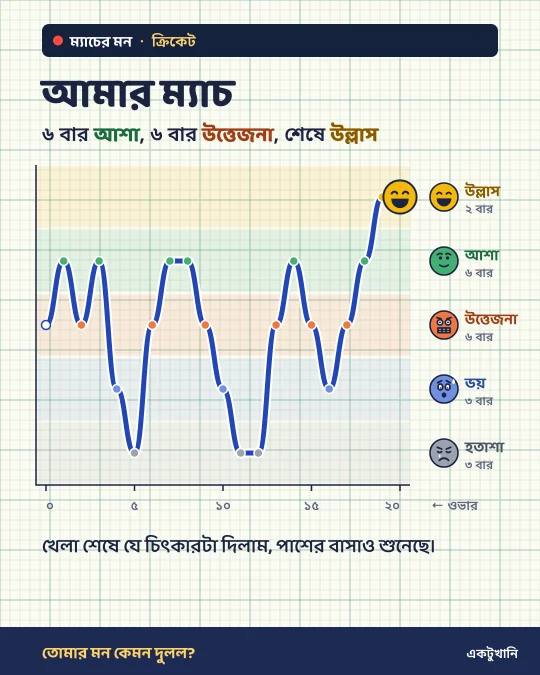 ম্যাচের মন · ক্রিকেট
আমার ম্যাচ
৬ বার আশা, ৬ বার উত্তেজনা, শেষে উল্লাস
উল্লাস
২ বার
আশা
৬ বার
উত্তেজনা
৬ বার
ভয়
৩ বার
হতাশা
৩ বার
০ ৫ ১০ ১৫ ২০ ← ওভার
খেলা শেষে যে চিৎকারটা দিলাম, পাশের বাসাও শুনেছে।
তোমার মন কেমন দুলল?
একটুখানি